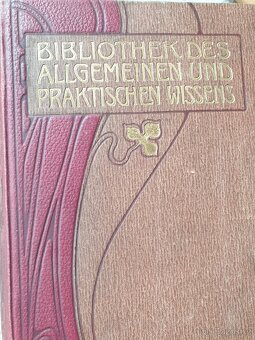 BIBLIOTHEK DES
ALLGEMEINEN UND
PRAKTISCHEN WISSENS